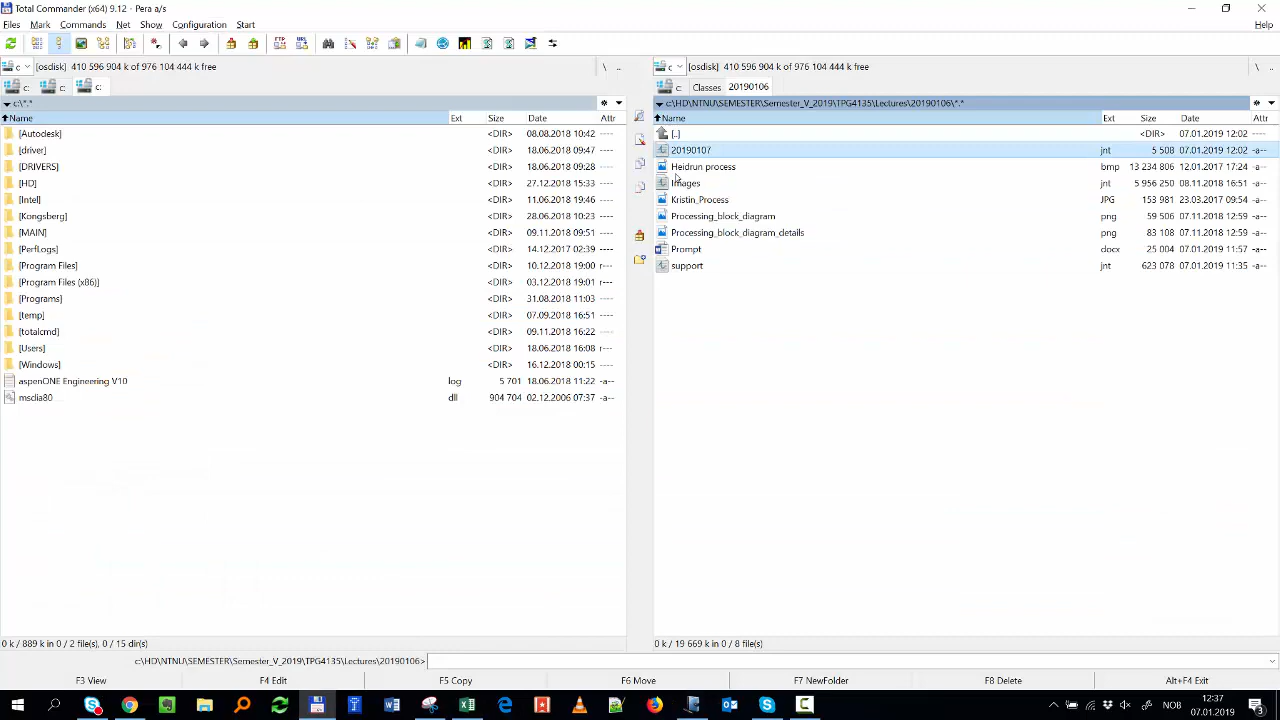 Total Commander (x64) 9.12 - Pera a/s
Files Mark Commands Net Show Configuration Start Help
FTP URL
c [osdisk] 410 596 904 k of 976 104 444 k free \ ..
c [osdisk] 410 596 904 k of 976 104 444 k free \ ..
c: c: c:
c: Classes 20190106
c:\*.*
c:\HD\NTNU\SEMESTER\Semester_V_2019\TPG4135\Lectures\20190106\*.*
Name Ext Size Date Attr
[Autodesk] <DIR> 08.08.2018 10:42 ----
[driver] <DIR> 18.06.2018 09:47 ----
[DRIVERS] <DIR> 18.06.2018 09:28 ----
[HD] <DIR> 27.12.2018 15:33 ----
[Intel] <DIR> 11.06.2018 19:46 ----
[Kongsberg] <DIR> 28.06.2018 10:23 ----
[MAIN] <DIR> 09.11.2018 09:51 ----
[PerfLogs] <DIR> 14.12.2017 02:39 ----
[Program Files] <DIR> 10.12.2018 19:00 r---
[Program Files (x86)] <DIR> 03.12.2018 19:01 r---
[Programs] <DIR> 31.08.2018 11:03 ----
[temp] <DIR> 07.09.2018 16:51 ----
[totalcmd] <DIR> 09.11.2018 16:22 ----
[Users] <DIR> 18.06.2018 16:08 r---
[Windows] <DIR> 16.12.2018 00:15 ----
aspenONE Engineering V10 log 5 701 18.06.2018 11:22 -a--
msdia80 dll 904 704 02.12.2006 07:37 -a--
Name Ext Size Date Attr
[..] <DIR> 07.01.2019 12:02 ----
20190107 jnt 5 508 07.01.2019 12:02 -a--
Heidrun process bmp 13 234 806 12.01.2017 17:24 -a--
Images jnt 5 956 250 08.11.2018 16:51 -a--
Kristin_Process JPG 153 981 23.03.2017 09:54 -a--
Processing_block_diagram png 59 506 07.11.2018 12:59 -a--
Processing_block_diagram_details png 83 108 07.11.2018 12:59 -a--
Prompt docx 25 004 07.01.2019 11:57 -a--
support jnt 623 078 07.01.2019 11:35 -a--
0 k / 889 k in 0 / 2 file(s), 0 / 15 dir(s)
0 k / 19 669 k in 0 / 8 file(s)
c:\HD\NTNU\SEMESTER\Semester_V_2019\TPG4135\Lectures\20190106>
F3 View F4 Edit F5 Copy F6 Move F7 NewFolder F8 Delete Alt+F4 Exit
NOB
12:37
07.01.2019
3